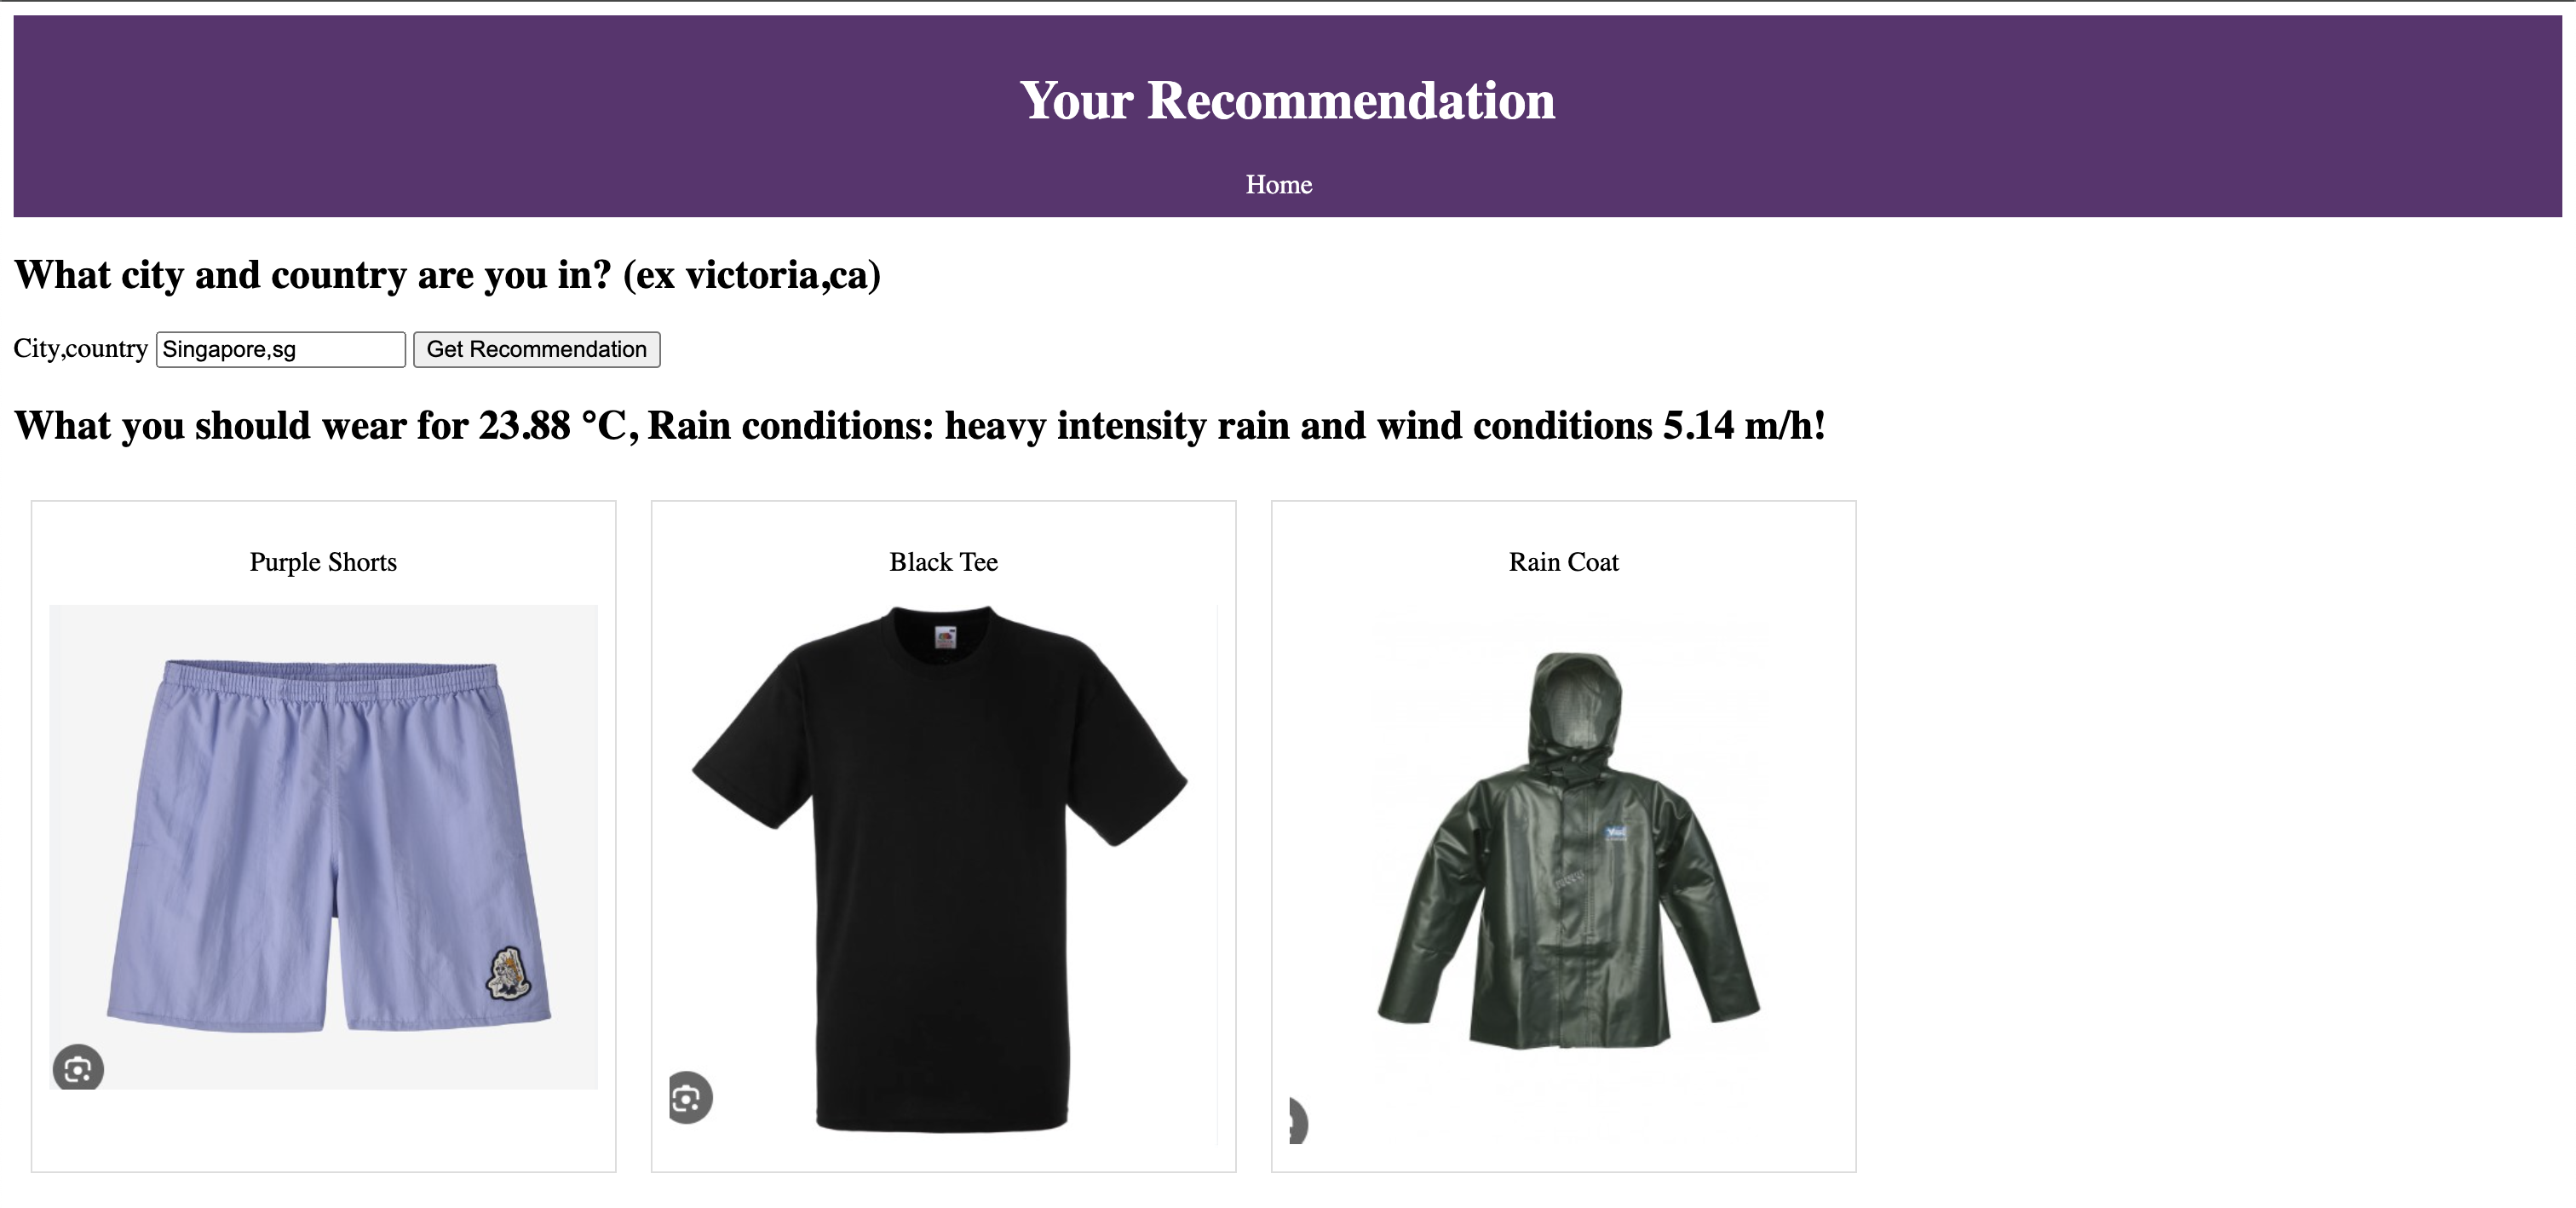 Your Recommendation
Home
What city and country are you in? (ex victoria,ca)
City,country Singapore,sg Get Recommendation
What you should wear for 23.88 °C, Rain conditions: heavy intensity rain and wind conditions 5.14 m/h!
Purple Shorts
Black Tee
Rain Coat